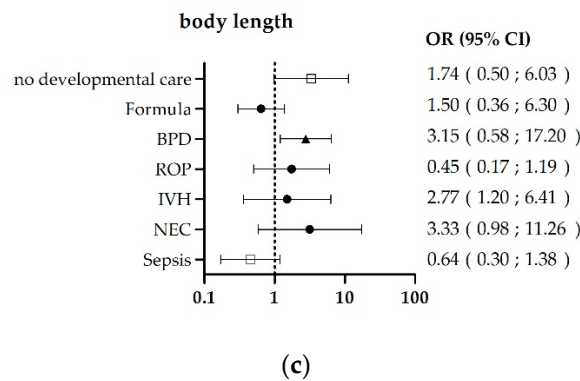 body length
OR (95% CI)
no developmental care 1.74 ( 0.50 ; 6.03 )
Formula 1.50 ( 0.36 ; 6.30 )
BPD 3.15 ( 0.58 ; 17.20 )
ROP 0.45 ( 0.17 ; 1.19 )
IVH 2.77 ( 1.20 ; 6.41 )
NEC 3.33 ( 0.98 ; 11.26 )
Sepsis 0.64 ( 0.30 ; 1.38 )
0.1 1 10 100
(c)